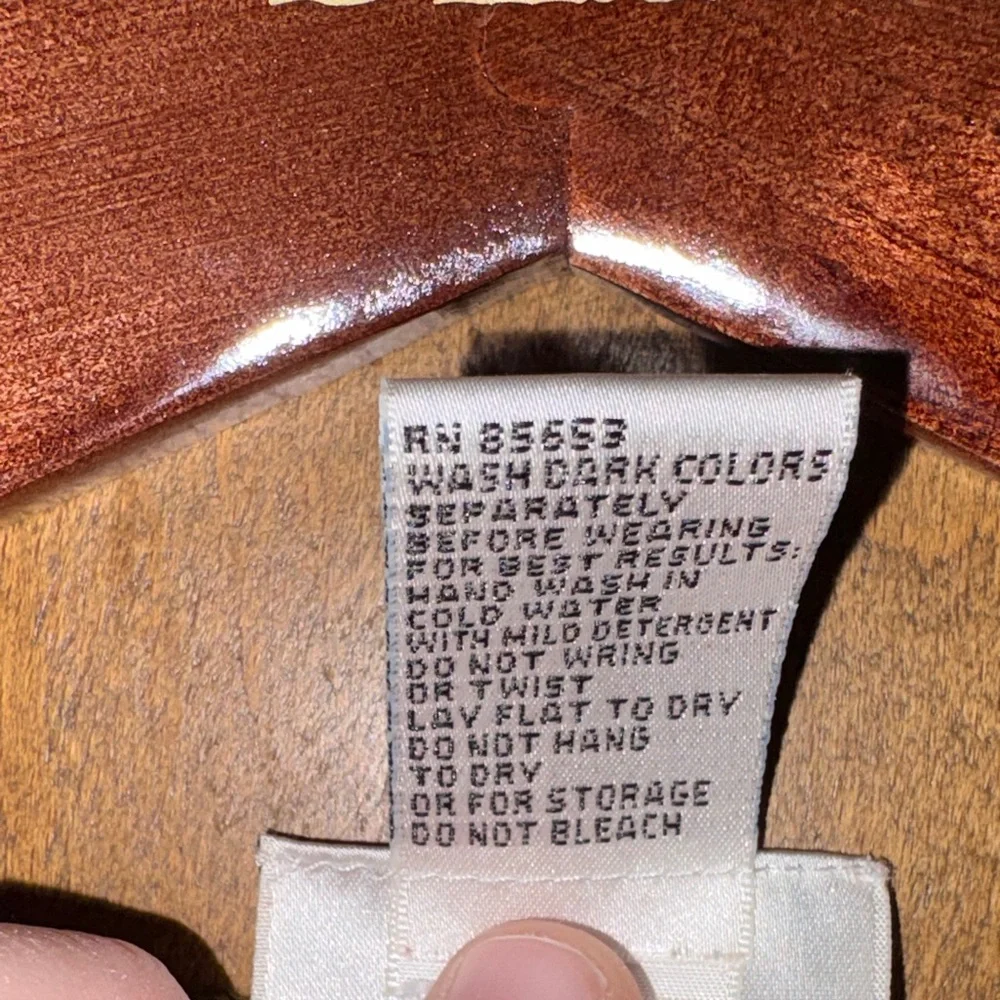 RN 85653
WASH DARK COLORS
SEPARATELY
BEFORE WEARING
FOR BEST RESULTS:
HAND WASH IN
COLD WATER
WITH MILD DETERGENT
DO NOT WRING
OR TWIST
LAY FLAT TO DRY
DO NOT HANG
TO DRY
OR FOR STORAGE
DO NOT BLEACH